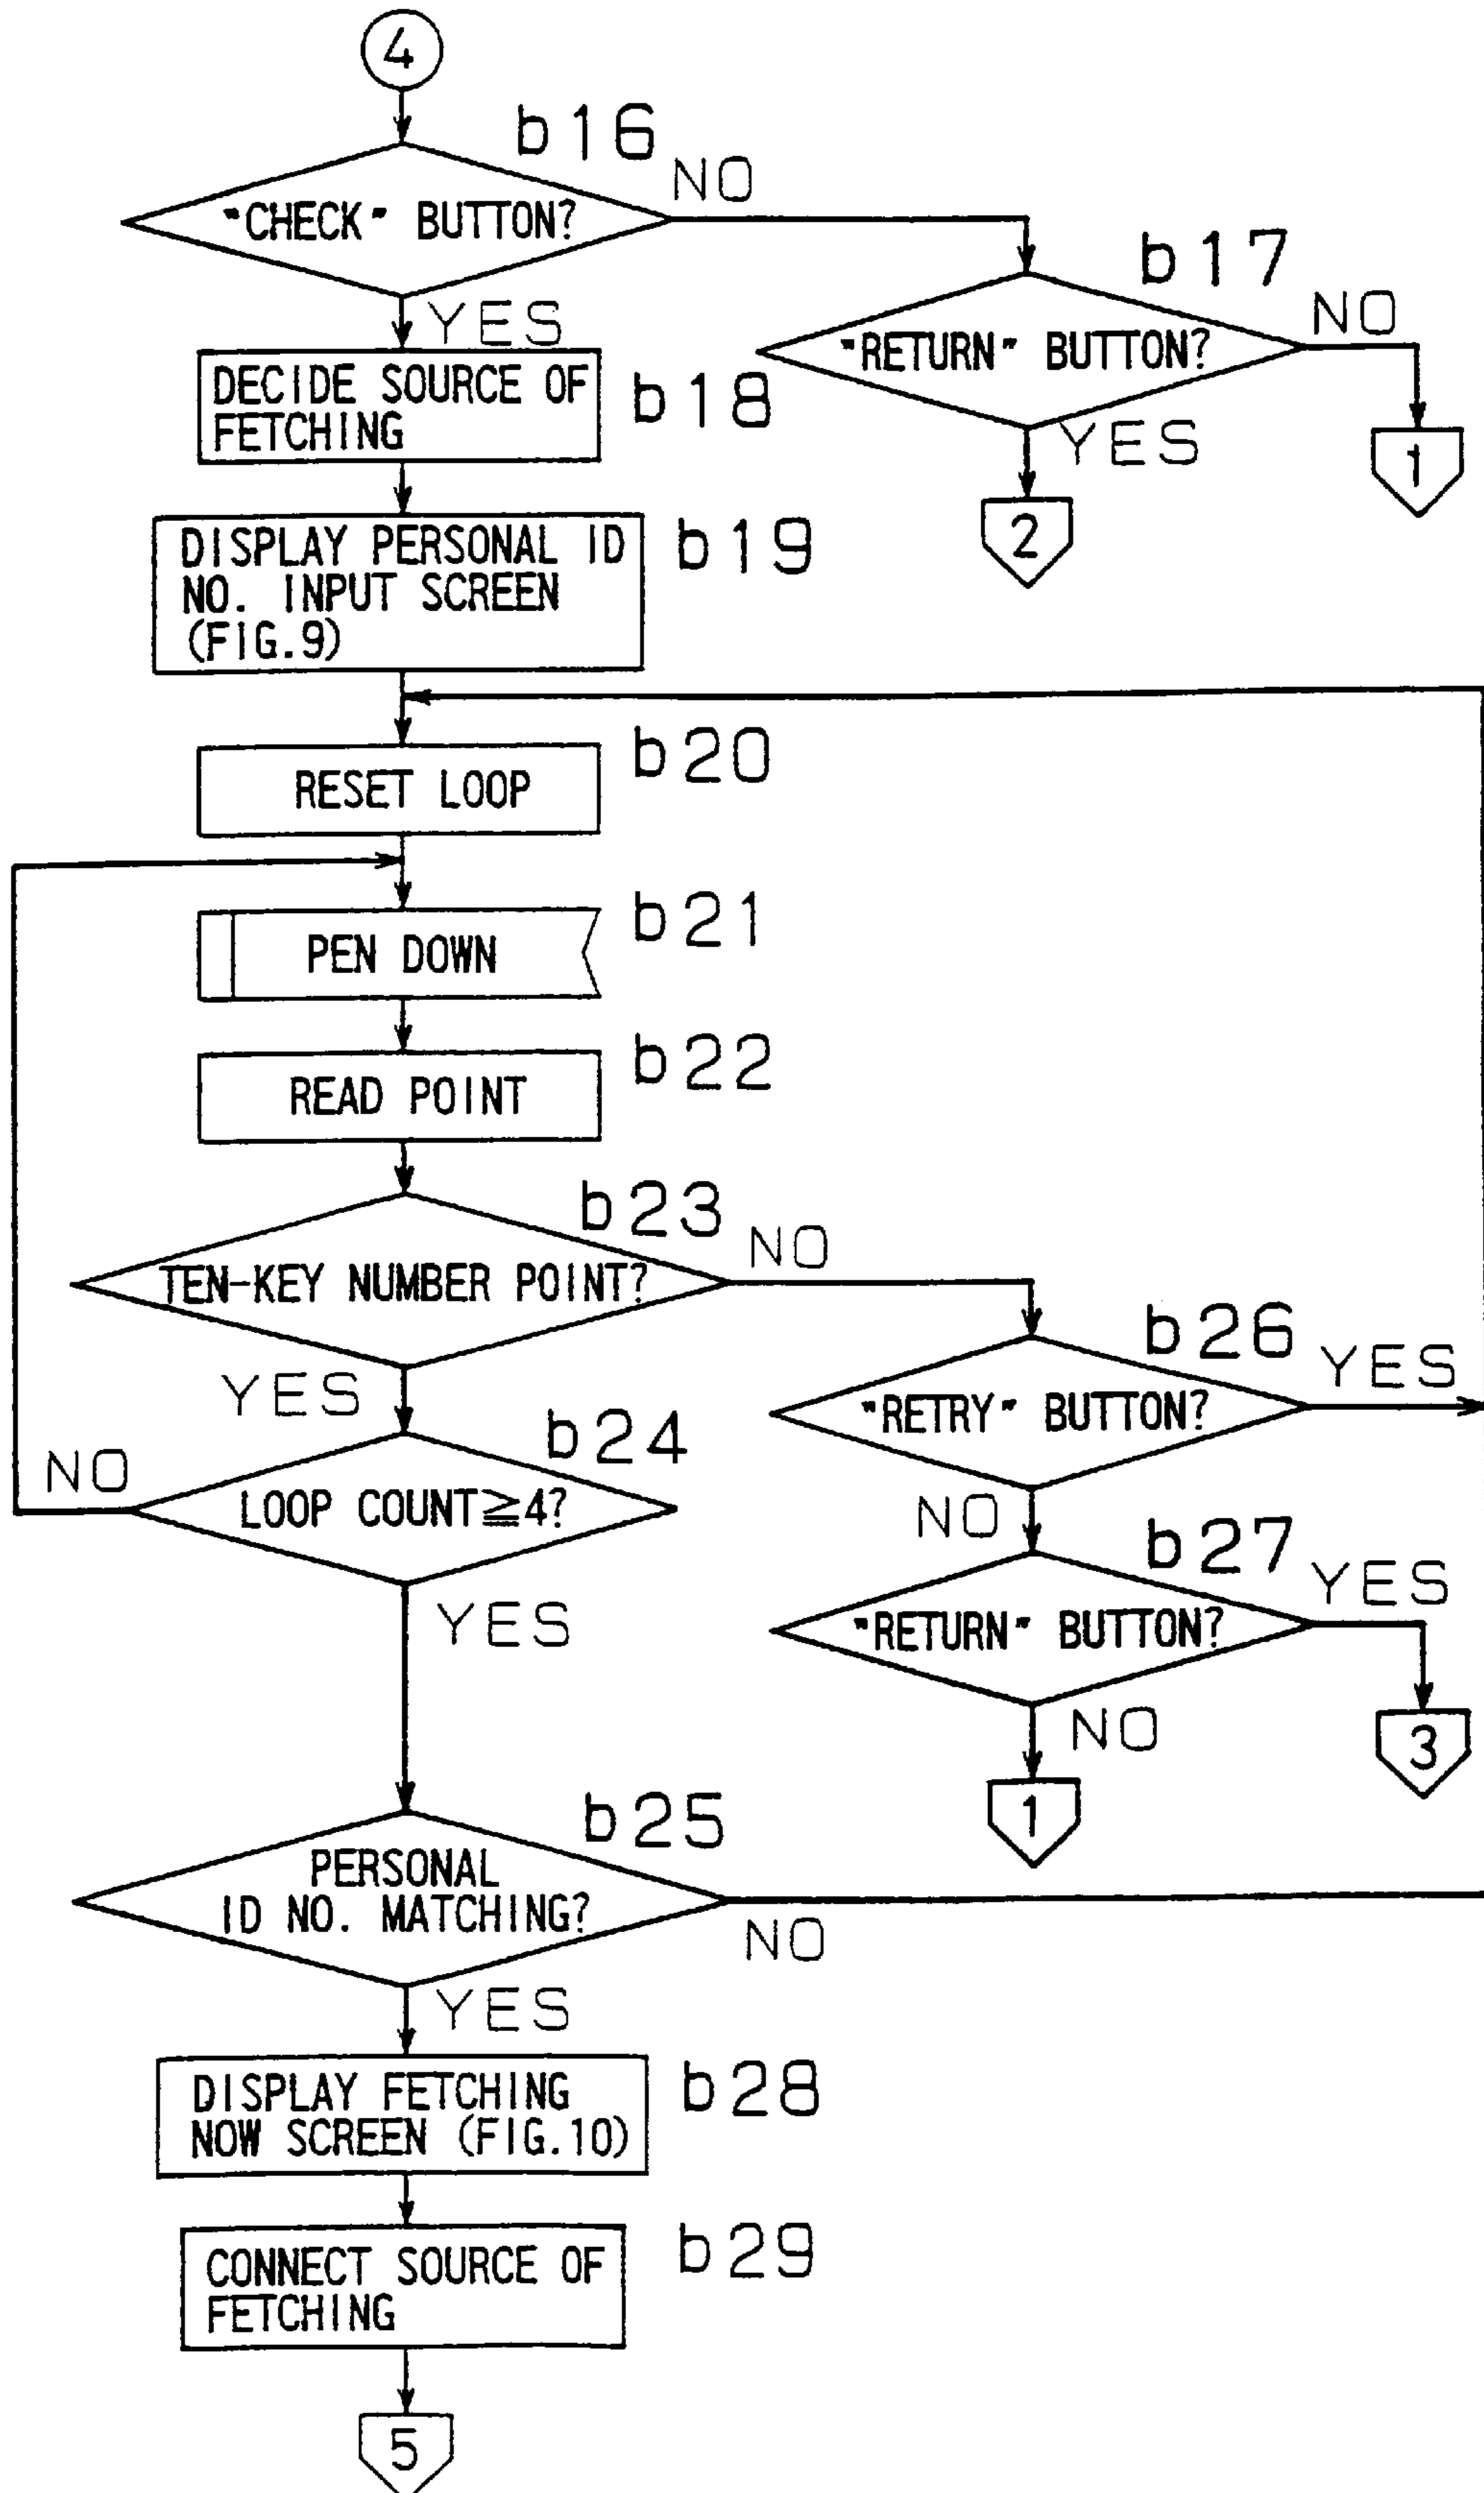 4
b16
NO
"CHECK" BUTTON?
b17
NO
YES
"RETURN" BUTTON?
DECIDE SOURCE OF
FETCHING
b18
YES
1
2
DISPLAY PERSONAL ID
NO. INPUT SCREEN
(FIG.9)
b19
b20
RESET LOOP
b21
PEN DOWN
b22
READ POINT
b23
NO
TEN-KEY NUMBER POINT?
b26
YES
YES
"RETRY" BUTTON?
b24
NO
LOOP COUNT≧4?
NO
b27
YES
YES
"RETURN" BUTTON?
NO
3
1
b25
PERSONAL
ID NO. MATCHING?
NO
YES
DISPLAY FETCHING
NOW SCREEN (FIG.10)
b28
CONNECT SOURCE OF
FETCHING
b29
5